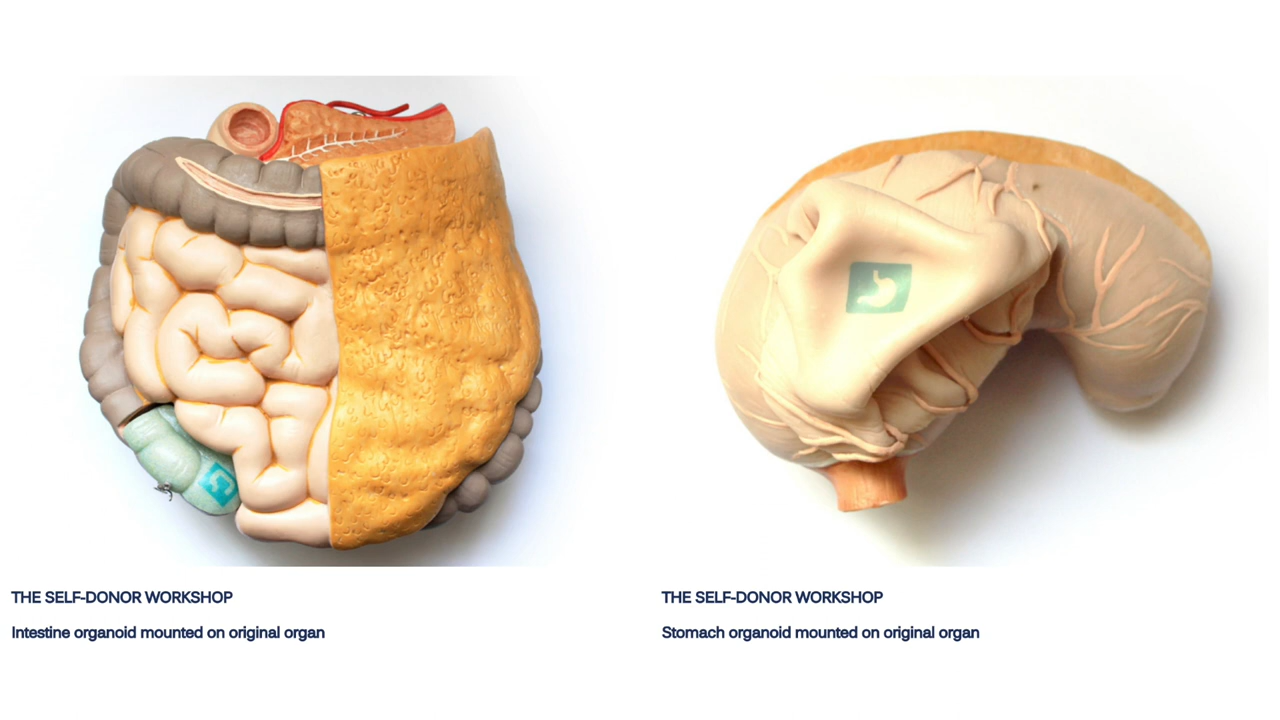 THE SELF-DONOR WORKSHOP
Intestine organoid mounted on original organ
THE SELF-DONOR WORKSHOP
Stomach organoid mounted on original organ